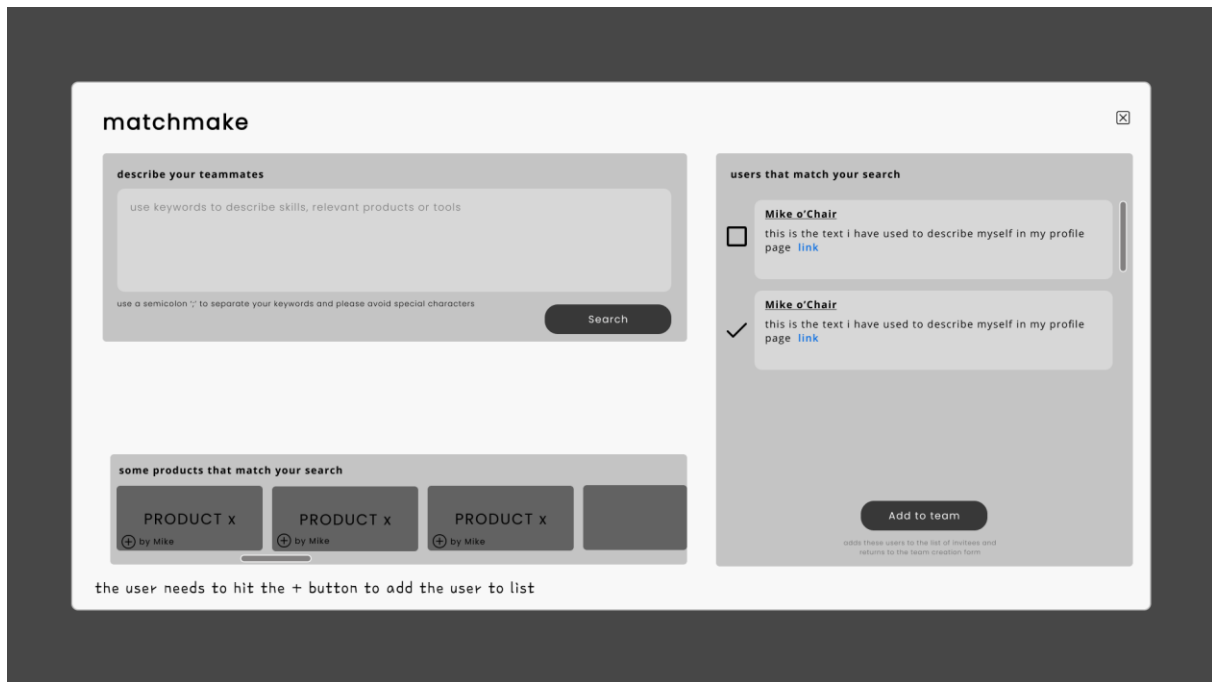 matchmake
describe your teammates
use keywords to describe skills, relevant products or tools
use a semicolon ';' to separate your keywords and please avoid special characters
Search
some products that match your search
PRODUCT x
by Mike
PRODUCT x
by Mike
PRODUCT x
by Mike
the user needs to hit the + button to add the user to list
users that match your search
Mike o'Chair
this is the text i have used to describe myself in my profile
page link
Mike o'Chair
this is the text i have used to describe myself in my profile
page link
Add to team
adds these users to the list of invitees and
returns to the team creation form